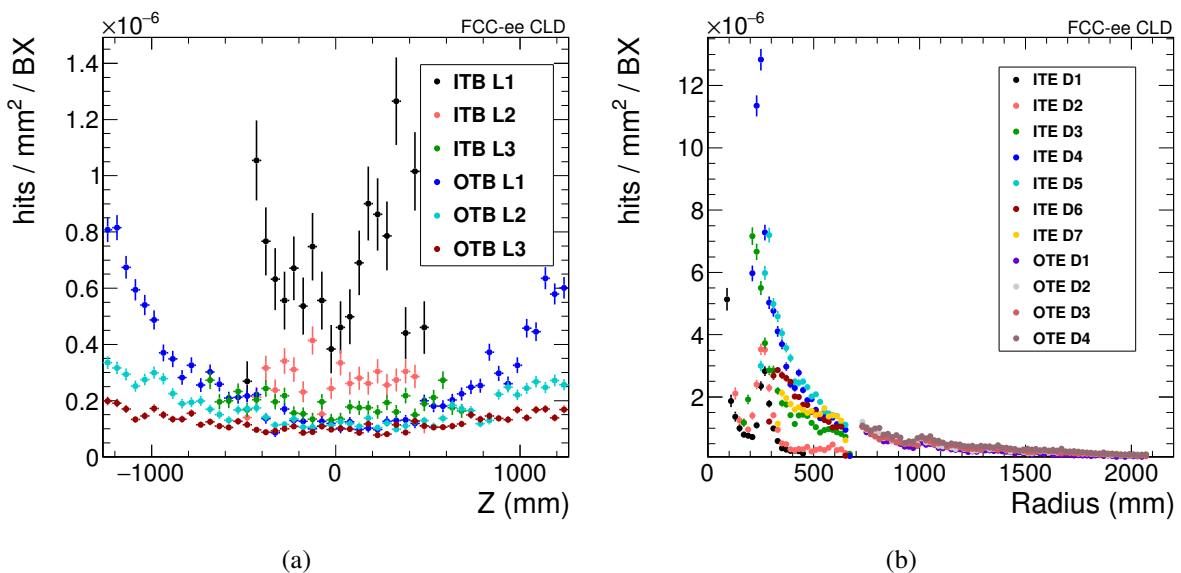 ×10⁻⁶
FCC-ee CLD
hits / mm² / BX
1.4
1.2
1
0.8
0.6
0.4
0.2
0
−1000
0
1000
Z (mm)
ITB L1
ITB L2
ITB L3
OTB L1
OTB L2
OTB L3
(a)
×10⁻⁶
FCC-ee CLD
hits / mm² / BX
12
10
8
6
4
2
0
500
1000
1500
2000
Radius (mm)
ITE D1
ITE D2
ITE D3
ITE D4
ITE D5
ITE D6
ITE D7
OTE D1
OTE D2
OTE D3
OTE D4
(b)